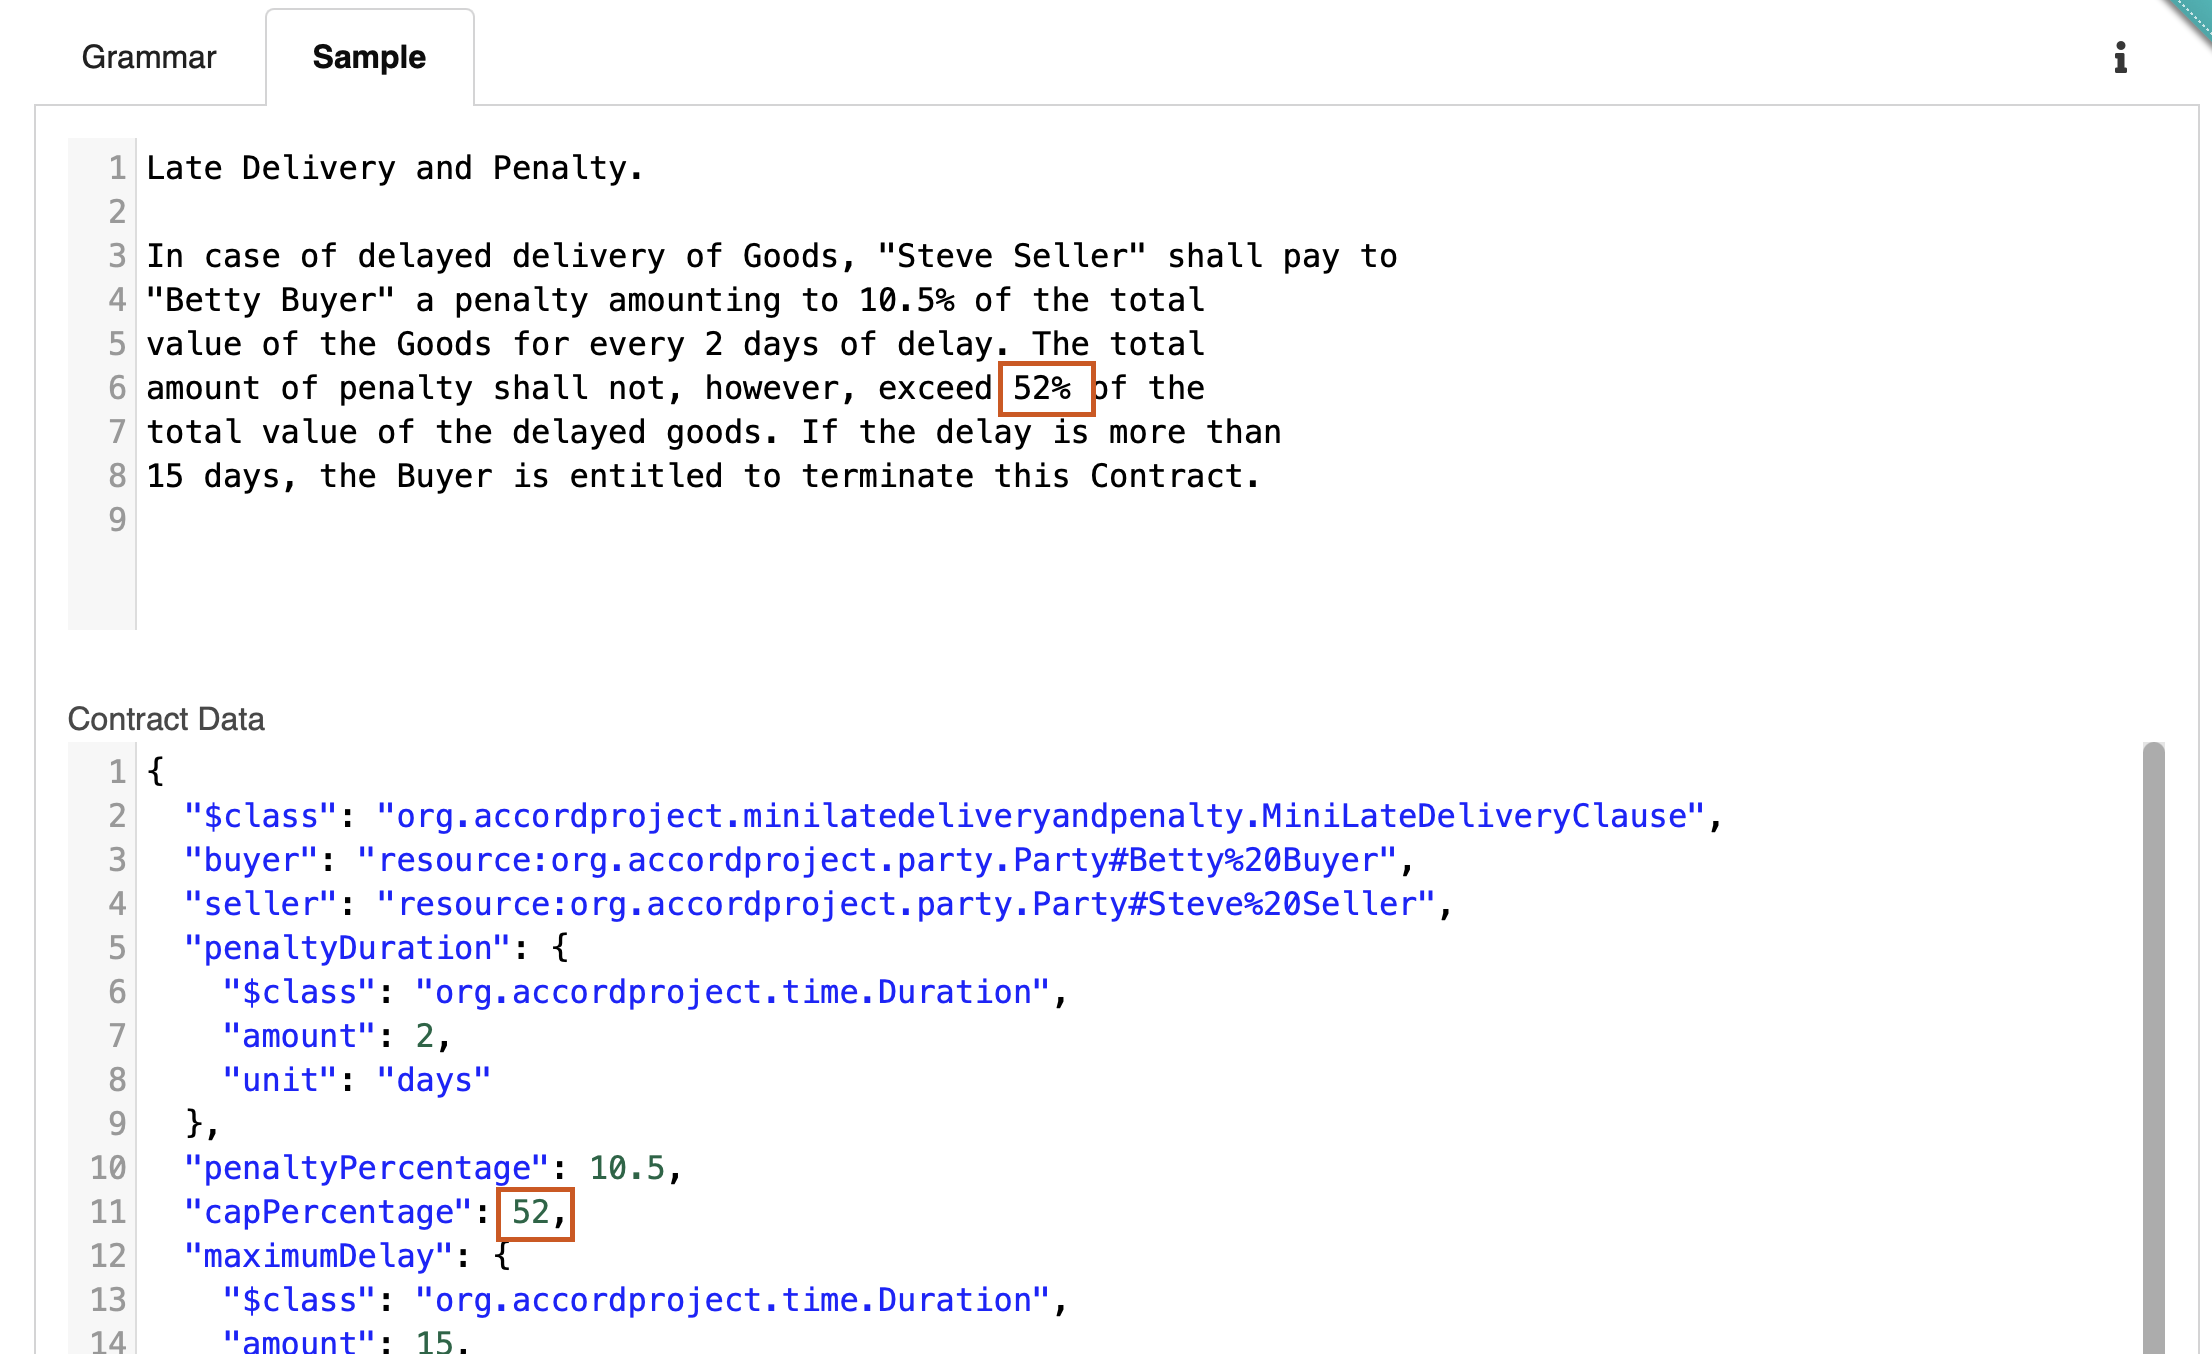 Grammar
Sample
1 Late Delivery and Penalty.
2
3 In case of delayed delivery of Goods, "Steve Seller" shall pay to
4 "Betty Buyer" a penalty amounting to 10.5% of the total
5 value of the Goods for every 2 days of delay. The total
6 amount of penalty shall not, however, exceed 52% of the
7 total value of the delayed goods. If the delay is more than
8 15 days, the Buyer is entitled to terminate this Contract.
9
Contract Data
1 {
2   "$class": "org.accordproject.minilatedeliveryandpenalty.MiniLateDeliveryClause",
3   "buyer": "resource:org.accordproject.party.Party#Betty%20Buyer",
4   "seller": "resource:org.accordproject.party.Party#Steve%20Seller",
5   "penaltyDuration": {
6     "$class": "org.accordproject.time.Duration",
7     "amount": 2,
8     "unit": "days"
9   },
10   "penaltyPercentage": 10.5,
11   "capPercentage": 52,
12   "maximumDelay": {
13     "$class": "org.accordproject.time.Duration",
14     "amount": 15,